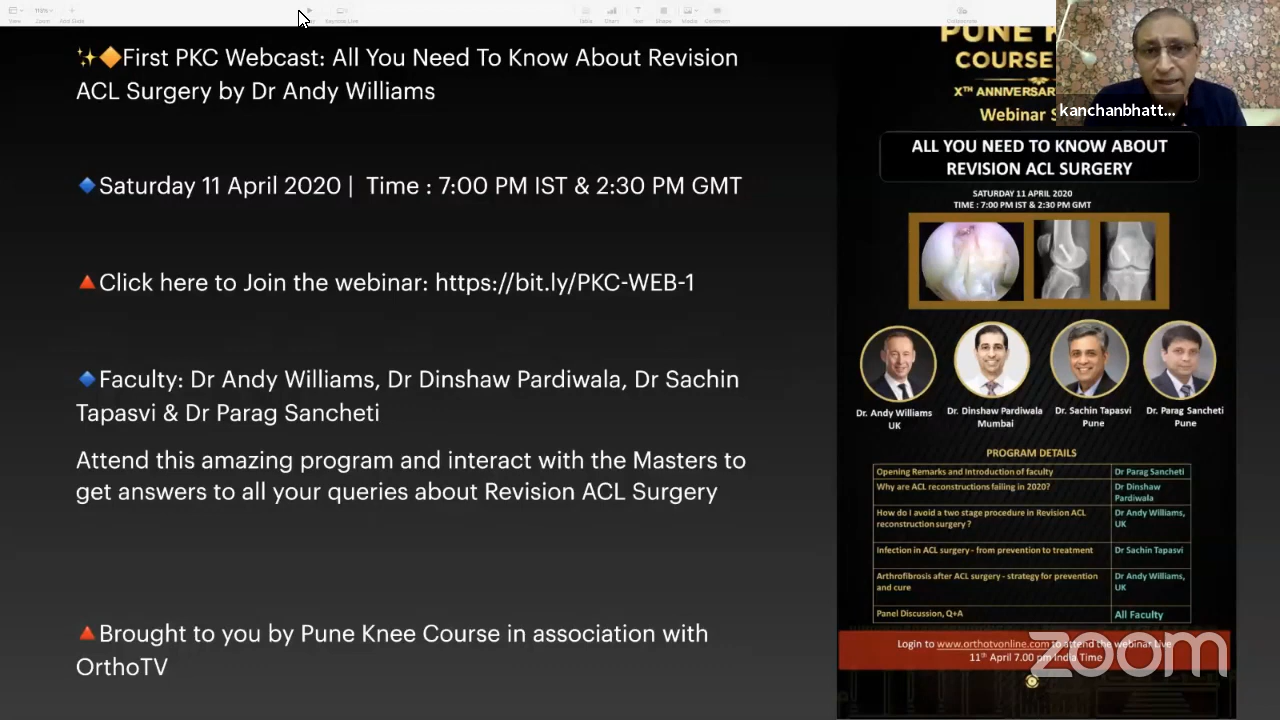 ✨🔶First PKC Webcast: All You Need To Know About Revision
ACL Surgery by Dr Andy Williams
🔹Saturday 11 April 2020 | Time : 7:00 PM IST & 2:30 PM GMT
🔺Click here to Join the webinar: https://bit.ly/PKC-WEB-1
🔹Faculty: Dr Andy Williams, Dr Dinshaw Pardiwala, Dr Sachin
Tapasvi & Dr Parag Sancheti
Attend this amazing program and interact with the Masters to
get answers to all your queries about Revision ACL Surgery
🔺Brought to you by Pune Knee Course in association with
OrthoTV
PUNE
COURSE
XTH ANNIVERSAR
Webinar
kanchanbhatt...
ALL YOU NEED TO KNOW ABOUT
REVISION ACL SURGERY
SATURDAY 11 APRIL 2020
TIME : 7:00 PM IST & 2:30 PM GMT
Dr. Andy Williams
UK
Dr. Dinshaw Pardiwala
Mumbai
Dr. Sachin Tapasvi
Pune
Dr. Parag Sancheti
Pune
PROGRAM DETAILS
Opening Remarks and Introduction of faculty Dr Parag Sancheti
Why are ACL reconstructions failing in 2020? Dr Dinshaw
Pardiwala
How do I avoid a two stage procedure in Revision ACL Dr Andy Williams,
reconstruction surgery ? UK
Infection in ACL surgery - from prevention to treatment Dr Sachin Tapasvi
Arthrofibrosis after ACL surgery - strategy for prevention Dr Andy Williams,
and cure UK
Panel Discussion, Q+A All Faculty
Login to www.orthotvonline.com to attend the webinar Live
11th April 7.00 pm India Time
zoom